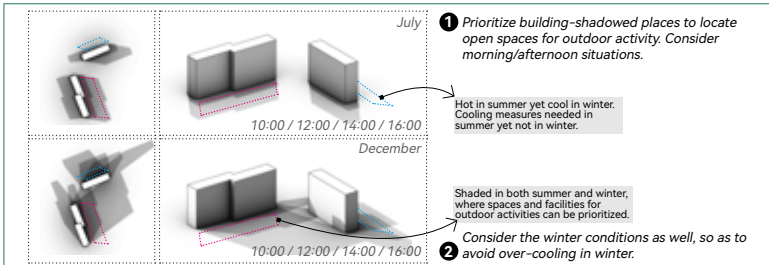 July
10:00 / 12:00 / 14:00 / 16:00
December
10:00 / 12:00 / 14:00 / 16:00
1 Prioritize building-shadowed places to locate
open spaces for outdoor activity. Consider
morning/afternoon situations.
Hot in summer yet cool in winter.
Cooling measures needed in
summer yet not in winter.
Shaded in both summer and winter,
where spaces and facilities for
outdoor activities can be prioritized.
2 Consider the winter conditions as well, so as to
avoid over-cooling in winter.